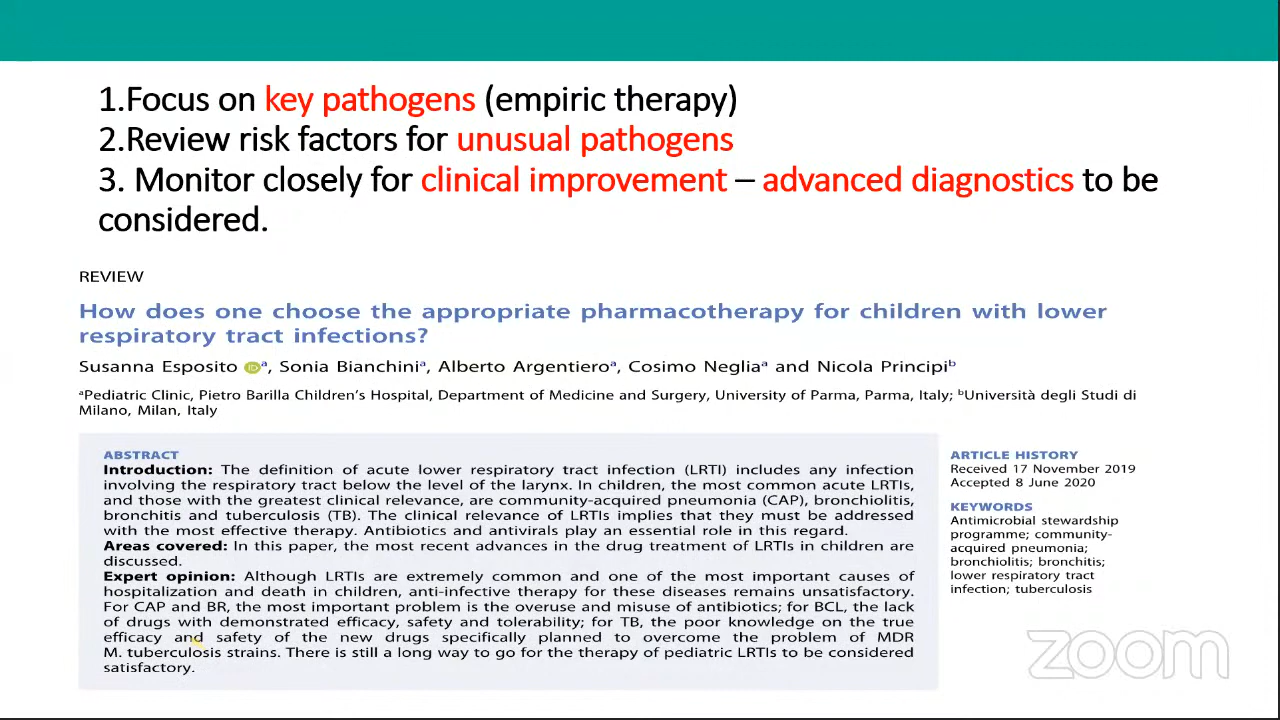 1.Focus on key pathogens (empiric therapy)
2.Review risk factors for unusual pathogens
3. Monitor closely for clinical improvement – advanced diagnostics to be
considered.
REVIEW
How does one choose the appropriate pharmacotherapy for children with lower
respiratory tract infections?
Susanna Esposito iDᵃ, Sonia Bianchiniᵃ, Alberto Argentieroᵃ, Cosimo Negliaᵃ and Nicola Principiᵇ
ᵃPediatric Clinic, Pietro Barilla Children's Hospital, Department of Medicine and Surgery, University of Parma, Parma, Italy; ᵇUniversità degli Studi di
Milano, Milan, Italy
ABSTRACT
Introduction: The definition of acute lower respiratory tract infection (LRTI) includes any infection
involving the respiratory tract below the level of the larynx. In children, the most common acute LRTIs,
and those with the greatest clinical relevance, are community-acquired pneumonia (CAP), bronchiolitis,
bronchitis and tuberculosis (TB). The clinical relevance of LRTIs implies that they must be addressed
with the most effective therapy. Antibiotics and antivirals play an essential role in this regard.
Areas covered: In this paper, the most recent advances in the drug treatment of LRTIs in children are
discussed.
Expert opinion: Although LRTIs are extremely common and one of the most important causes of
hospitalization and death in children, anti-infective therapy for these diseases remains unsatisfactory.
For CAP and BR, the most important problem is the overuse and misuse of antibiotics; for BCL, the lack
of drugs with demonstrated efficacy, safety and tolerability; for TB, the poor knowledge on the true
efficacy and safety of the new drugs specifically planned to overcome the problem of MDR
M. tuberculosis strains. There is still a long way to go for the therapy of pediatric LRTIs to be considered
satisfactory.
ARTICLE HISTORY
Received 17 November 2019
Accepted 8 June 2020
KEYWORDS
Antimicrobial stewardship
programme; community-
acquired pneumonia;
bronchiolitis; bronchitis;
lower respiratory tract
infection; tuberculosis
zoom